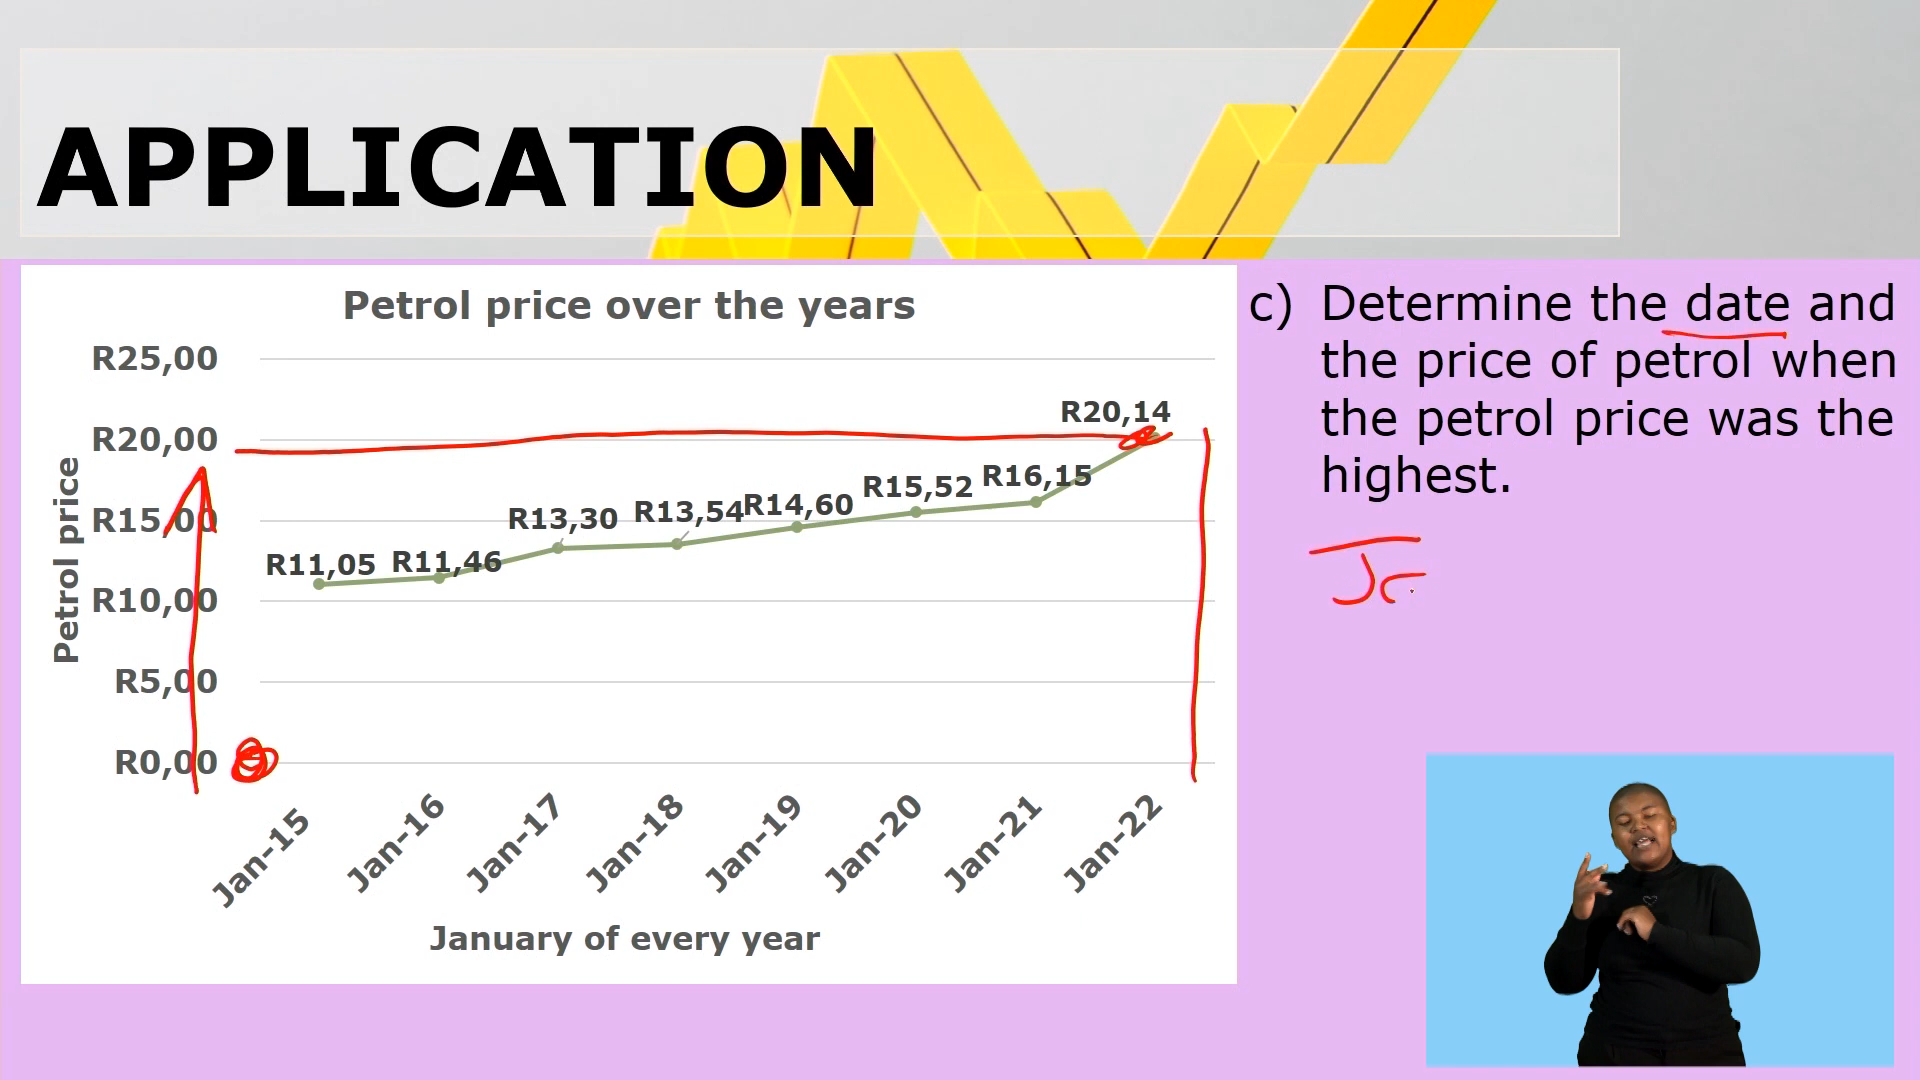 APPLICATION
Petrol price over the years
R25,00
R20,00
R15,00
R10,00
R5,00
R0,00
Petrol price
R11,05
R11,46
R13,30
R13,54
R14,60
R15,52
R16,15
R20,14
Jan-15
Jan-16
Jan-17
Jan-18
Jan-19
Jan-20
Jan-21
Jan-22
January of every year
c) Determine the date and
the price of petrol when
the petrol price was the
highest.